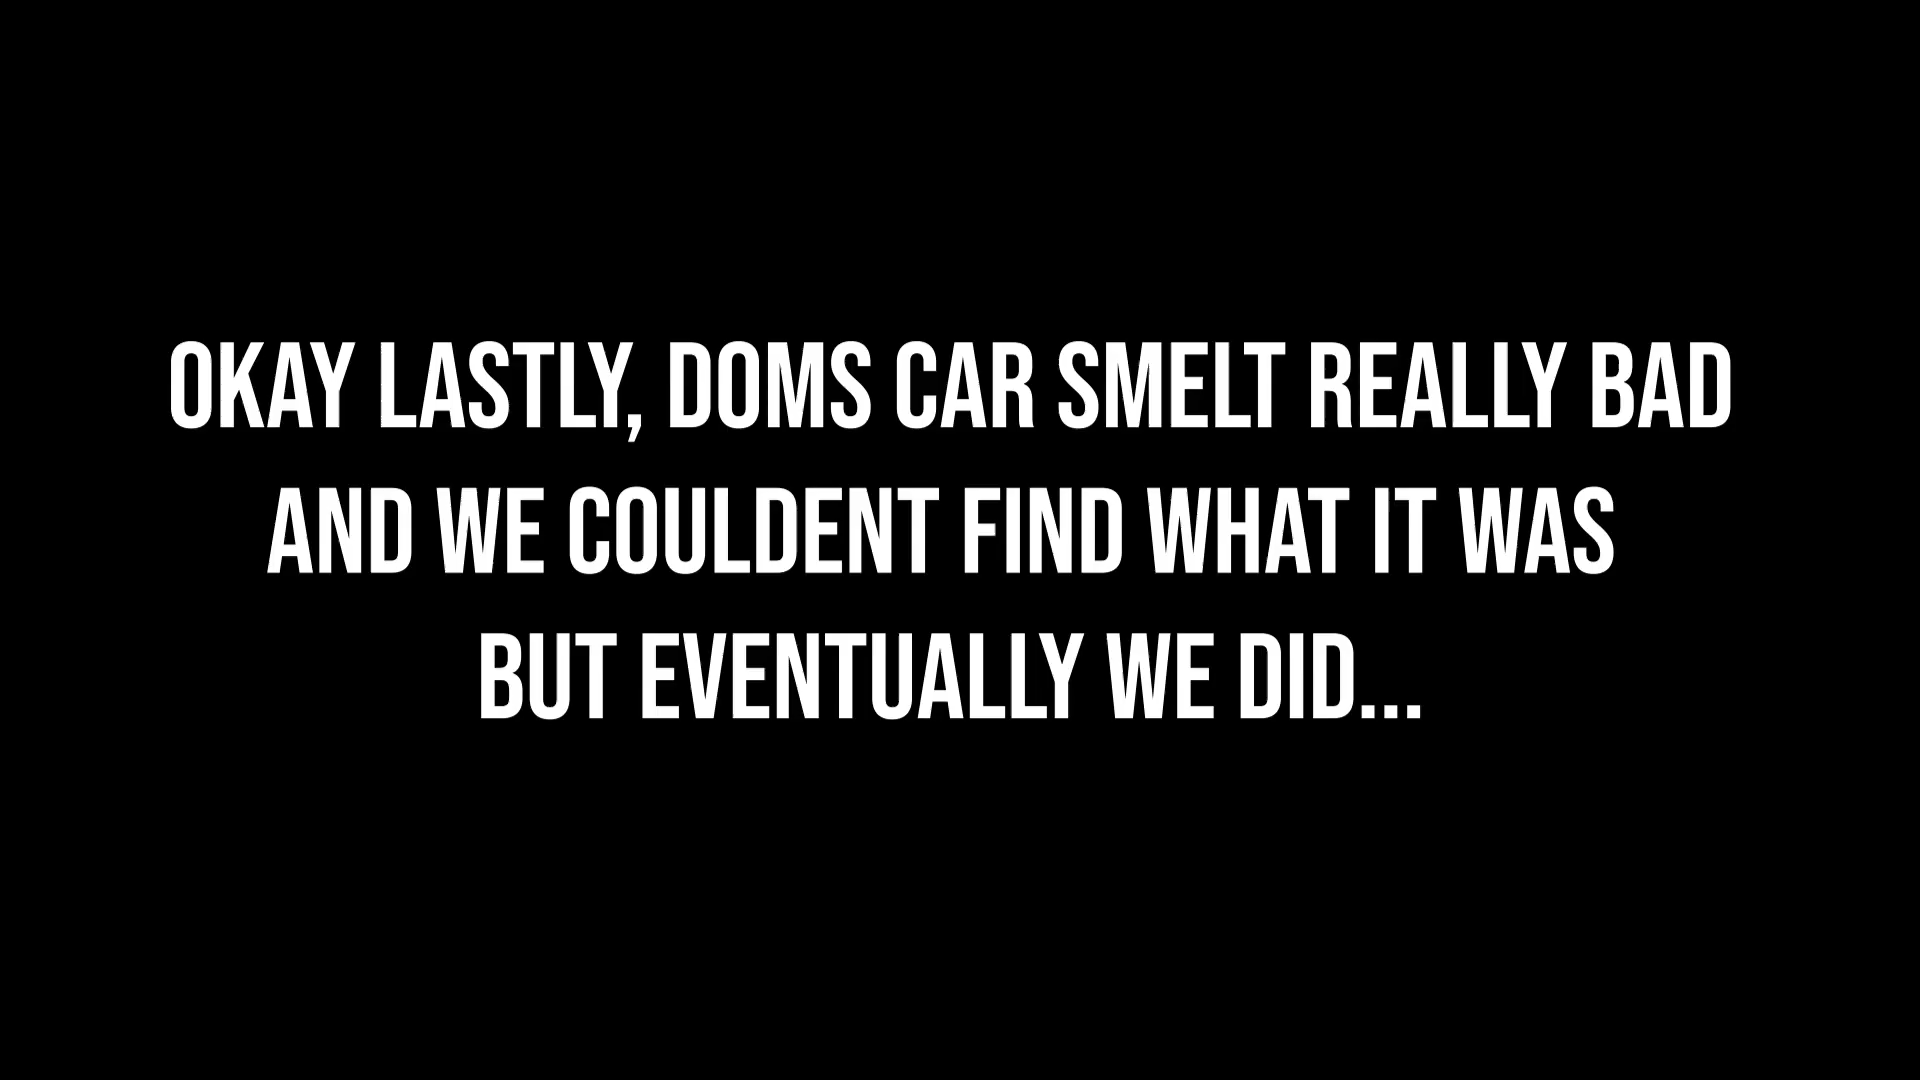 OKAY LASTLY, DOMS CAR SMELT REALLY BAD
AND WE COULDENT FIND WHAT IT WAS
BUT EVENTUALLY WE DID...